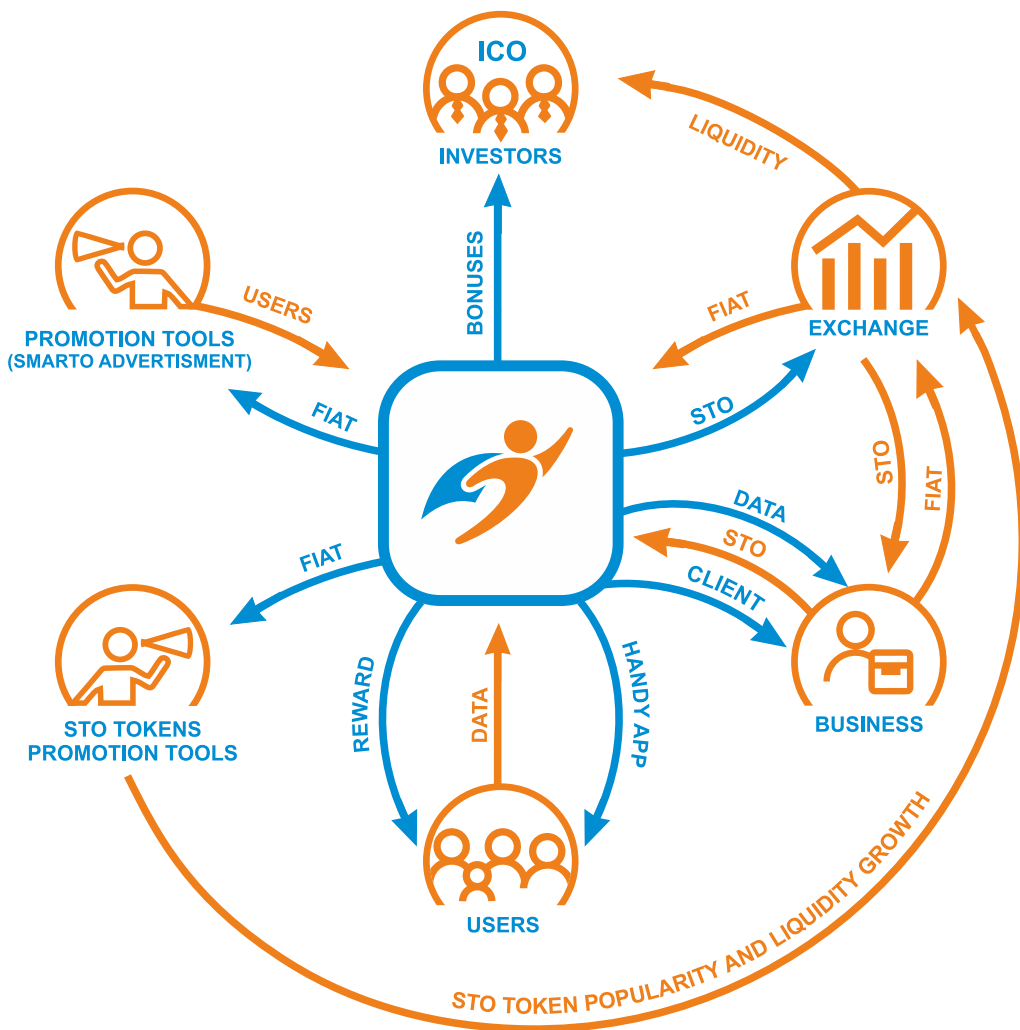 ICO
INVESTORS
LIQUIDITY
BONUSES
USERS
PROMOTION TOOLS
(SMARTO ADVERTISMENT)
FIAT
EXCHANGE
FIAT
STO
STO
FIAT
DATA
STO
CLIENT
BUSINESS
FIAT
STO TOKENS
PROMOTION TOOLS
REWARD
DATA
HANDY APP
USERS
STO TOKEN POPULARITY AND LIQUIDITY GROWTH